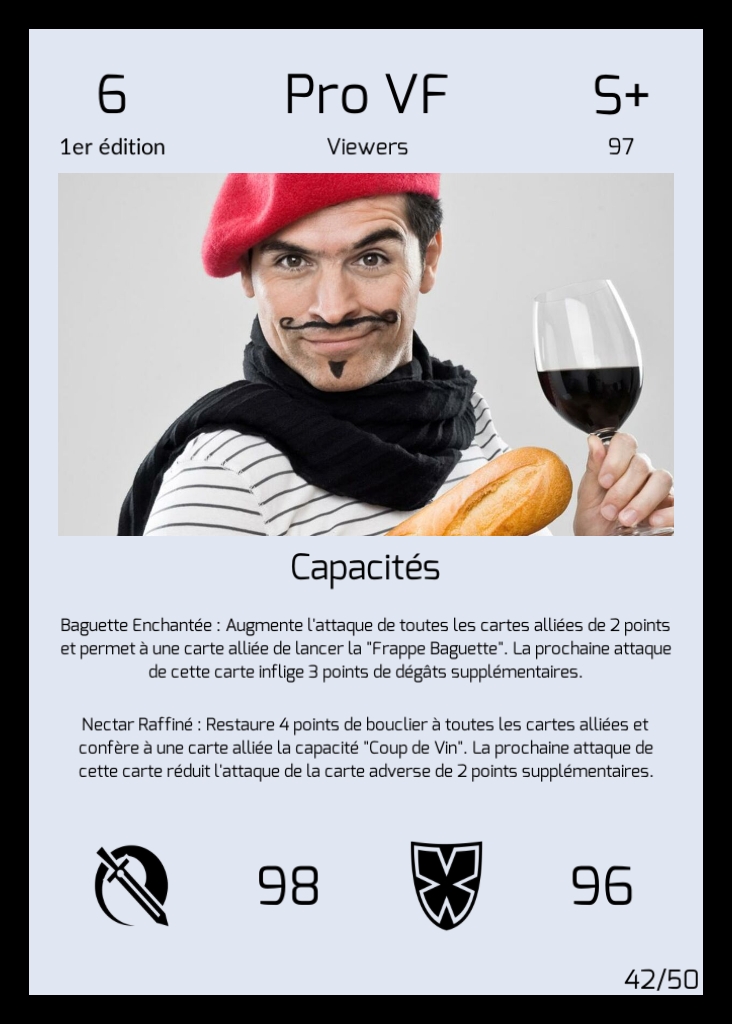 6 Pro VF S+
1er édition Viewers 97
Capacités
Baguette Enchantée : Augmente l'attaque de toutes les cartes alliées de 2 points
et permet à une carte alliée de lancer la "Frappe Baguette". La prochaine attaque
de cette carte inflige 3 points de dégâts supplémentaires.
Nectar Raffiné : Restaure 4 points de bouclier à toutes les cartes alliées et
confère à une carte alliée la capacité "Coup de Vin". La prochaine attaque de
cette carte réduit l'attaque de la carte adverse de 2 points supplémentaires.
98 96
42/50